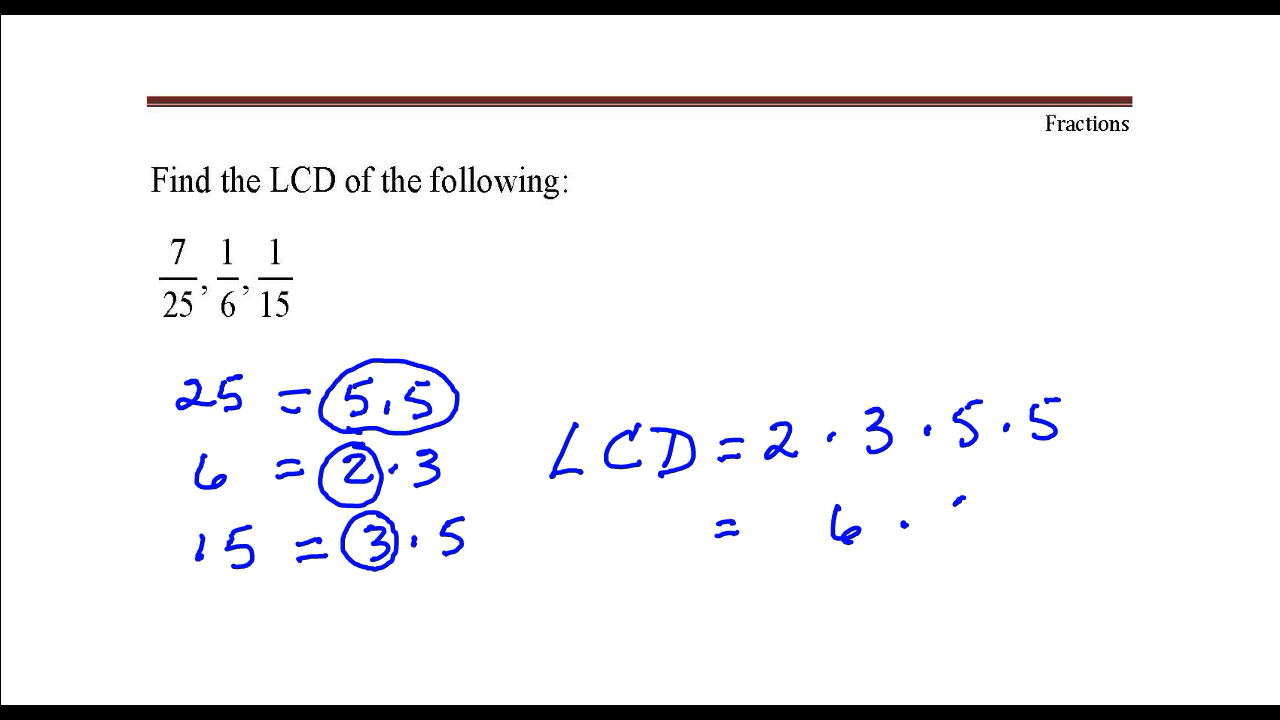 Fractions
Find the LCD of the following:
7/25, 1/6, 1/15
25 = 5.5
6 = 2·3
15 = 3·5
LCD = 2·3·5·5
= 6·